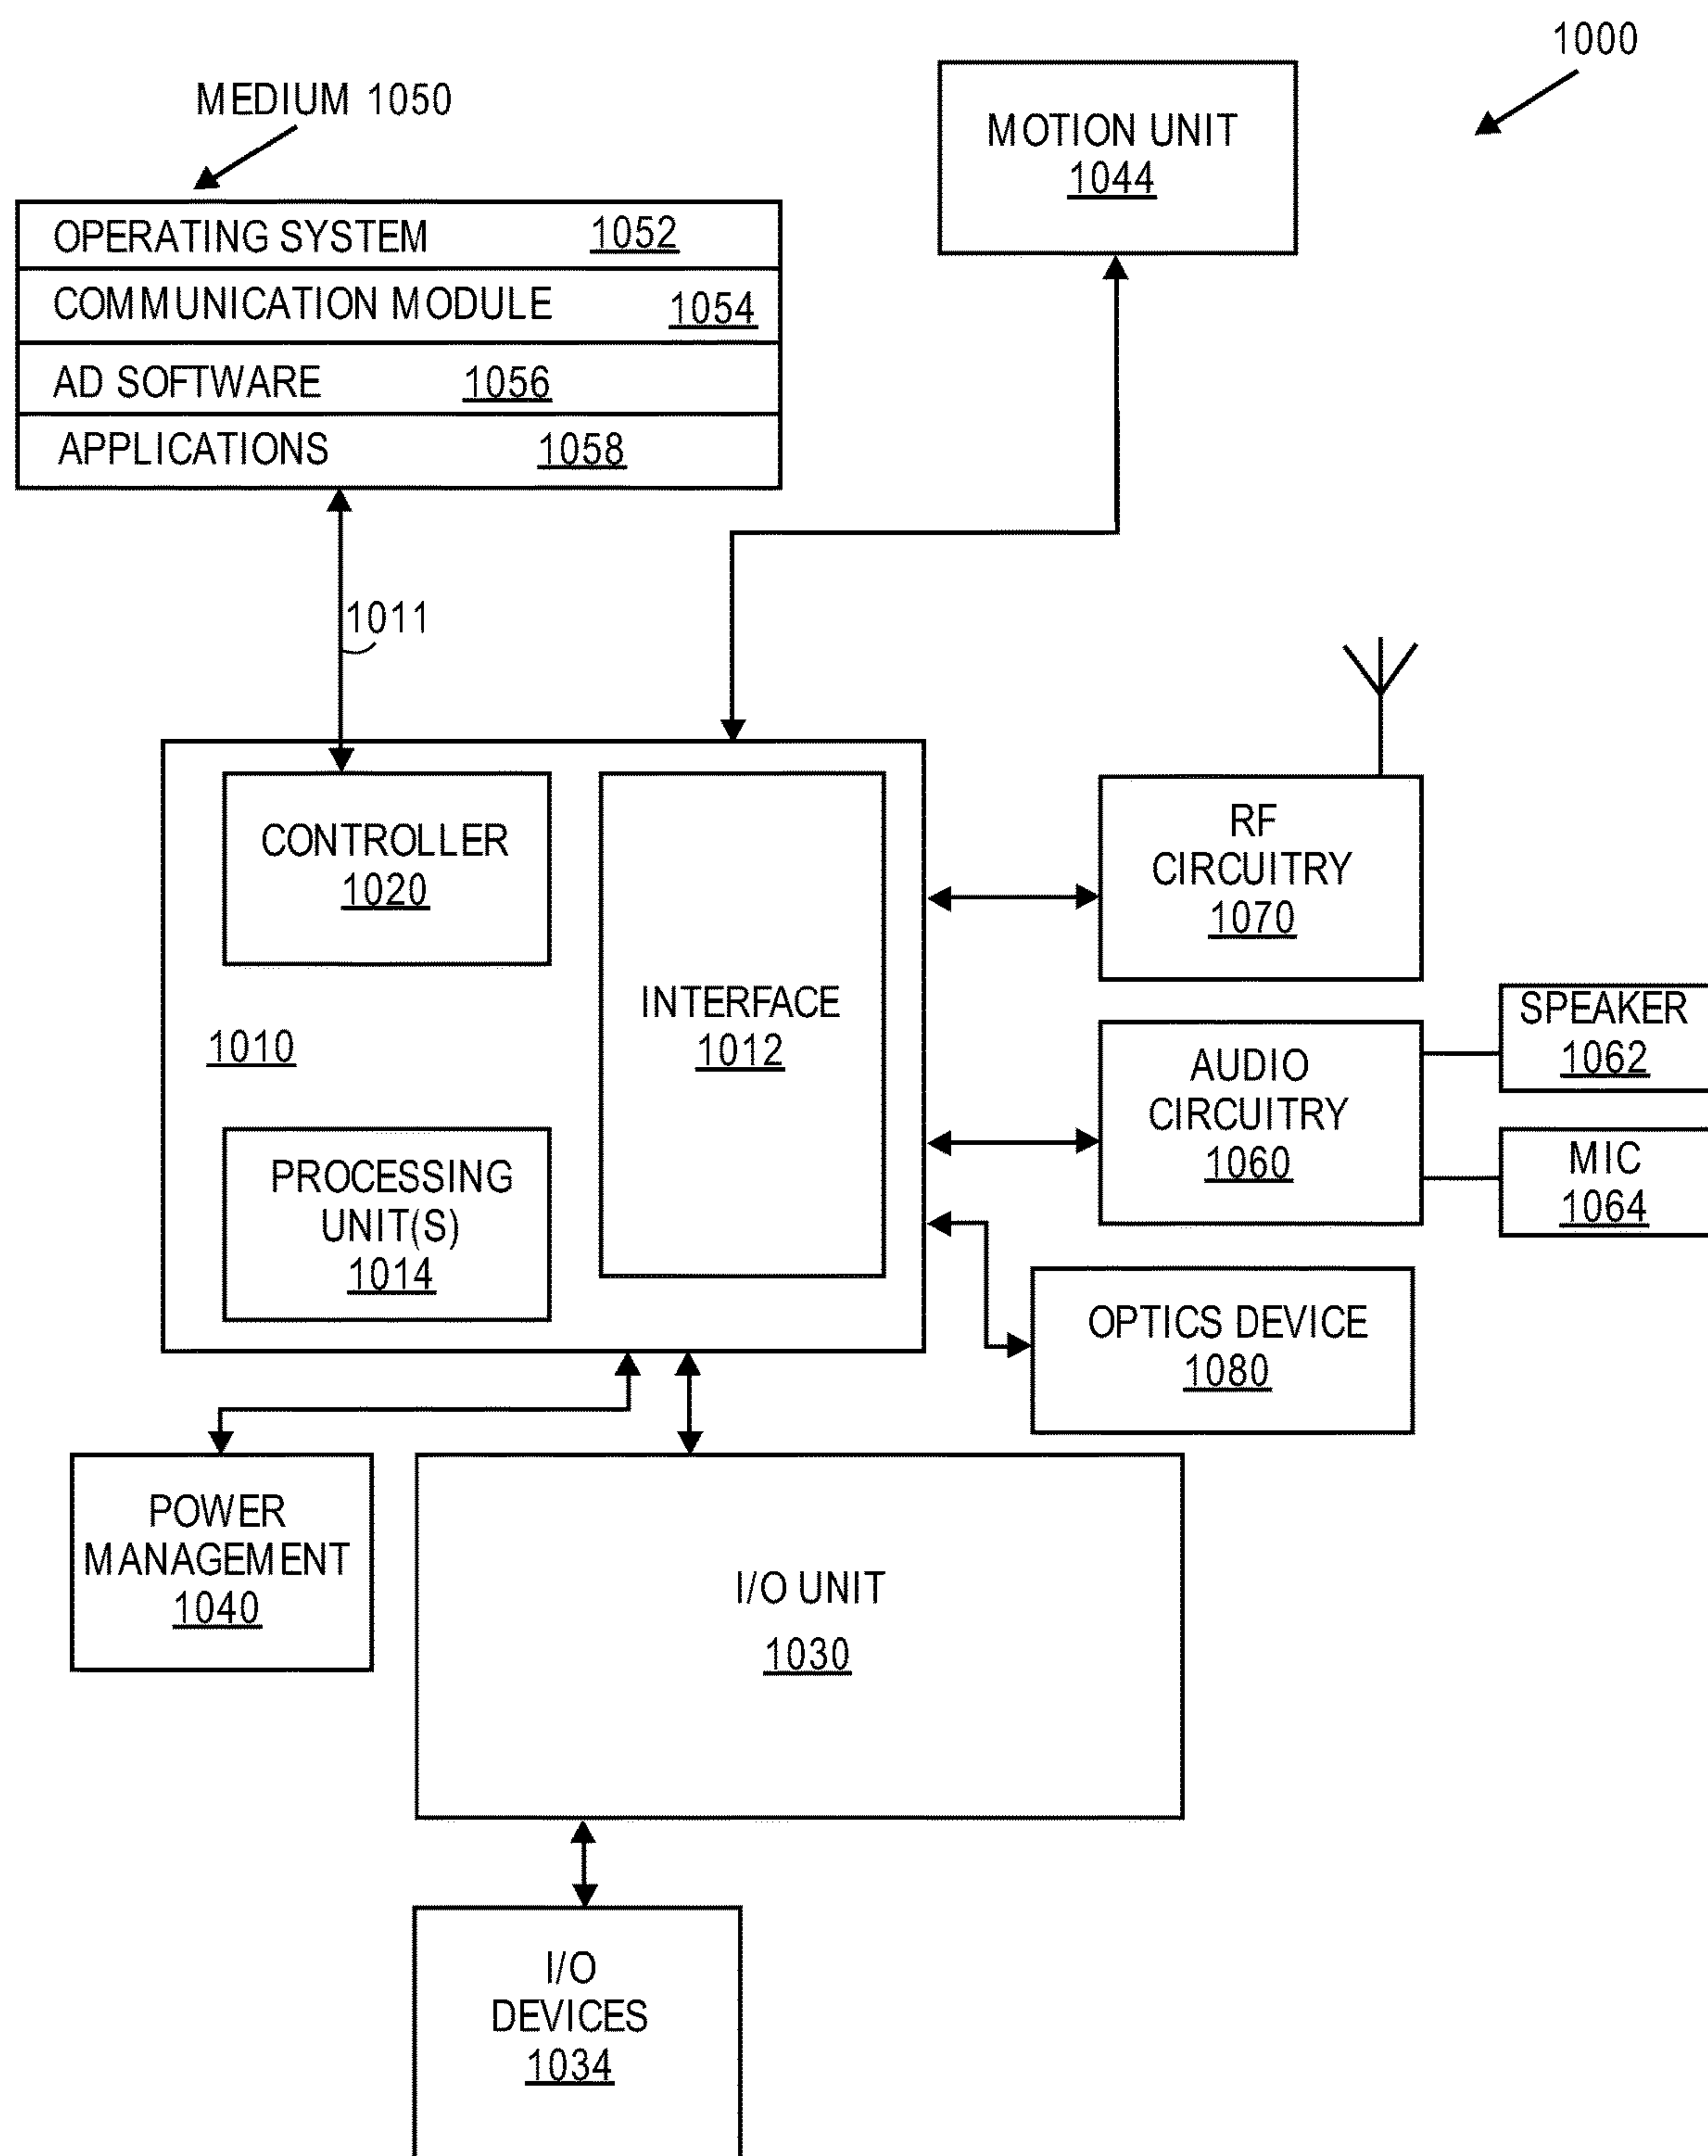 1000
MEDIUM 1050
MOTION UNIT
1044
OPERATING SYSTEM 1052
COMMUNICATION MODULE 1054
AD SOFTWARE 1056
APPLICATIONS 1058
1011
CONTROLLER
1020
INTERFACE
1012
1010
PROCESSING
UNIT(S)
1014
RF
CIRCUITRY
1070
AUDIO
CIRCUITRY
1060
SPEAKER
1062
MIC
1064
OPTICS DEVICE
1080
POWER
MANAGEMENT
1040
I/O UNIT
1030
I/O
DEVICES
1034